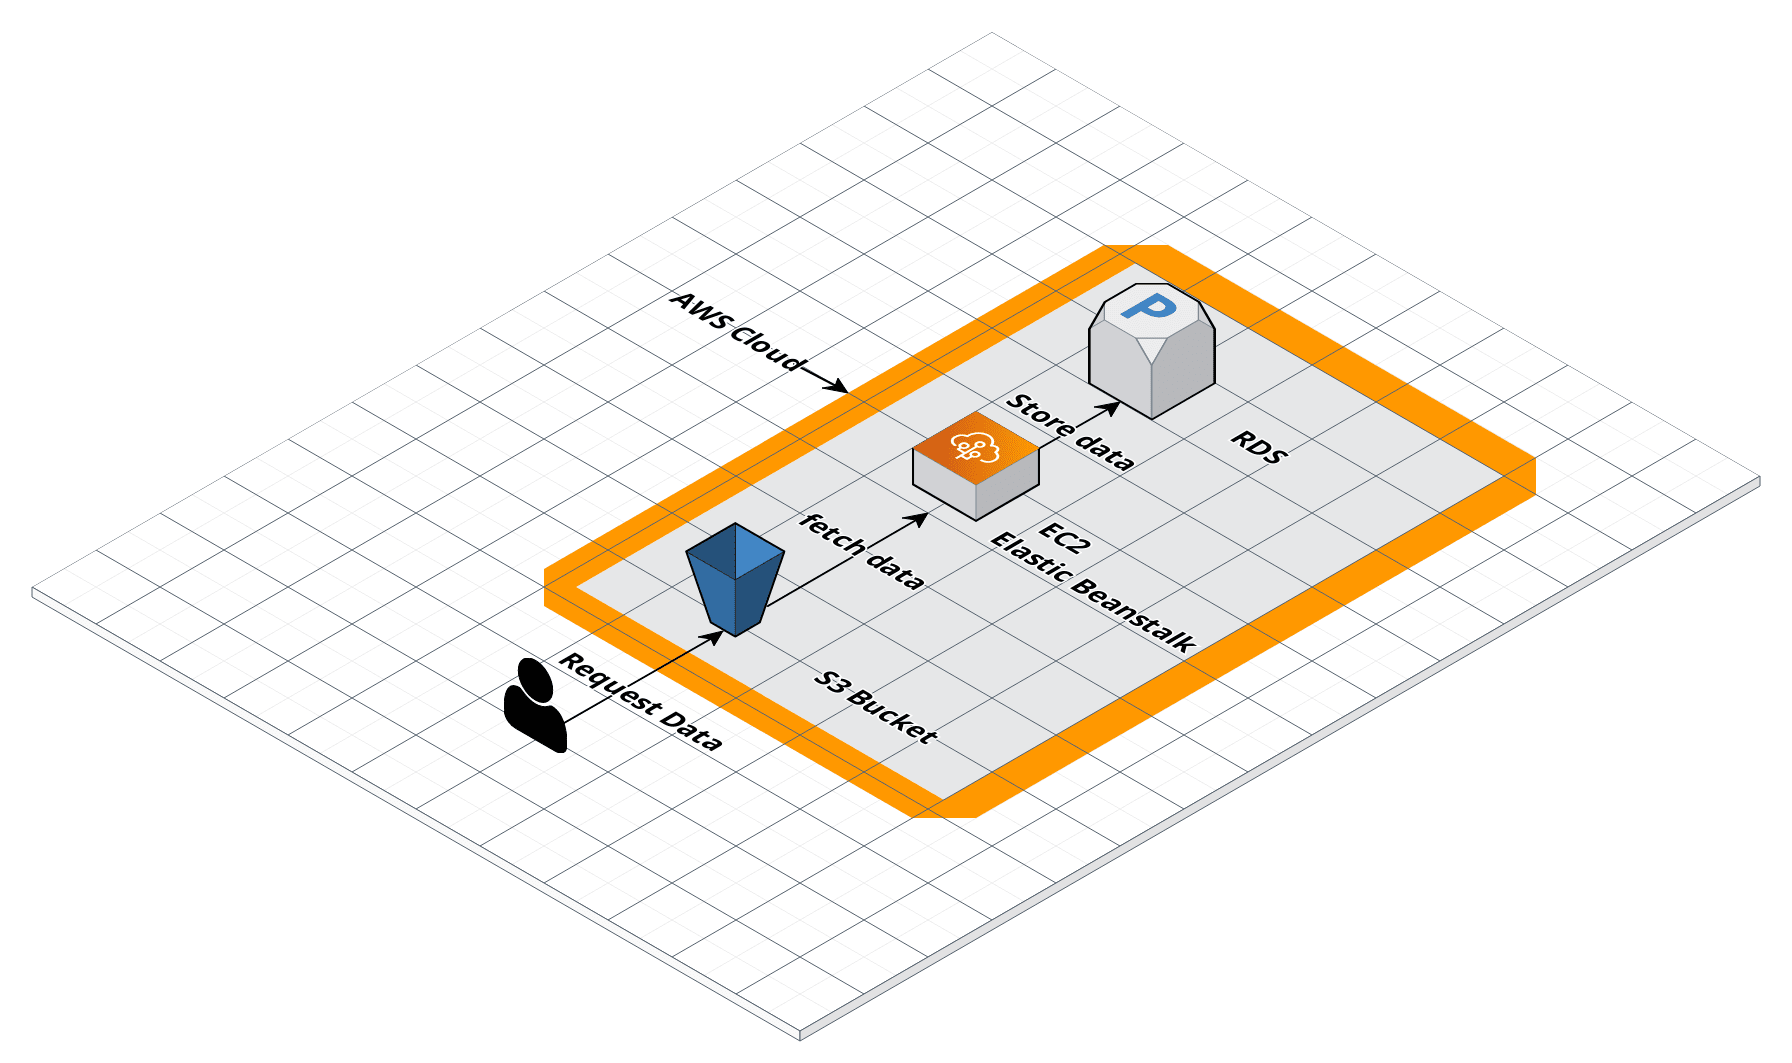 AWS Cloud
P
Store data
RDS
fetch data
EC2
Elastic Beanstalk
Request Data
S3 Bucket